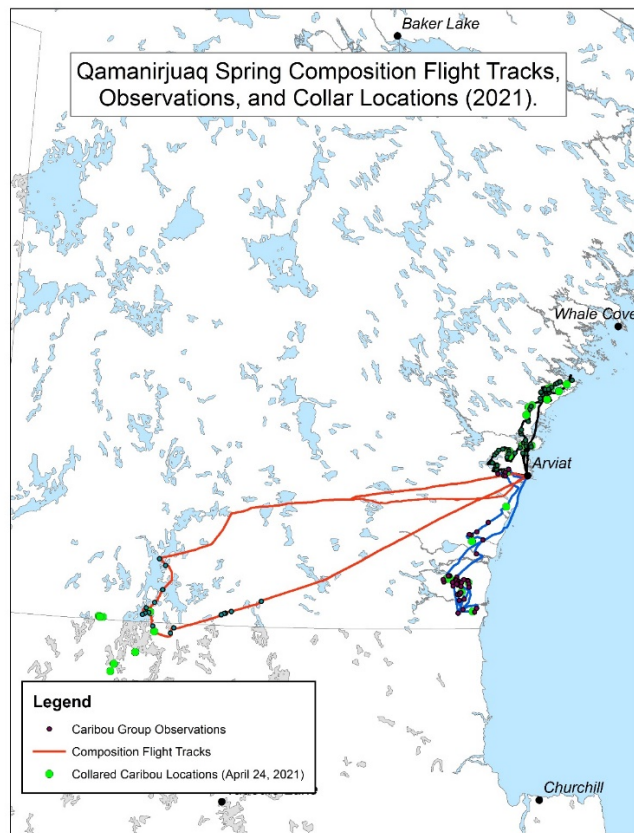 Baker Lake
Qamanirjuaq Spring Composition Flight Tracks,
Observations, and Collar Locations (2021).
Whale Cove
Arviat
Legend
Caribou Group Observations
Composition Flight Tracks
Collared Caribou Locations (April 24, 2021)
Churchill